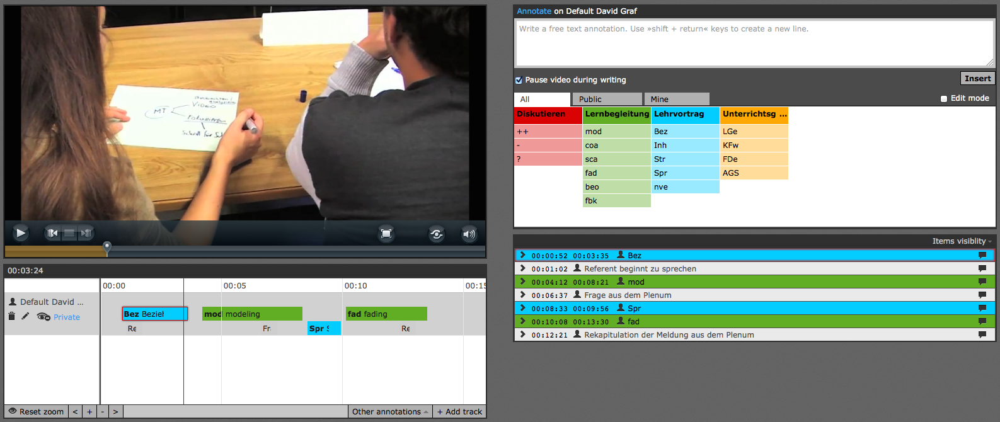 MT
Video
00:03:24
00:00
00:05
00:10
00:15
Default David ...
Private
Bez Bezieh
mod modeling
fad fading
Re
Fr
Spr S
Re
Reset zoom
<
+
-
>
Other annotations
+ Add track
Annotate on Default David Graf
Write a free text annotation. Use »shift + return« keys to create a new line.
Pause video during writing
Insert
All
Public
Mine
Edit mode
Diskutieren
++
-
?
Lernbegleitung
mod
coa
sca
fad
beo
fbk
Lehrvortrag
Bez
Inh
Str
Spr
nve
Unterrichtsg ...
LGe
KFw
FDe
AGS
Items visiblity
00:00:52 00:03:35 Bez
00:01:02 Referent beginnt zu sprechen
00:04:12 00:08:21 mod
00:06:37 Frage aus dem Plenum
00:08:33 00:09:56 Spr
00:10:08 00:13:30 fad
00:12:21 Rekapitulation der Meldung aus dem Plenum